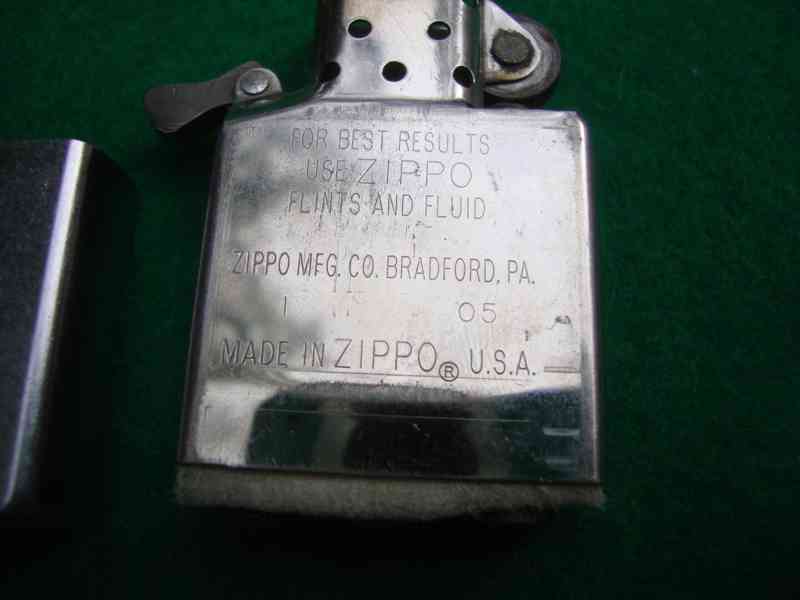 FOR BEST RESULTS
USE ZIPPO
FLINTS AND FLUID
ZIPPO MFG. CO. BRADFORD, PA.
I 05
MADE IN ZIPPO® U.S.A.